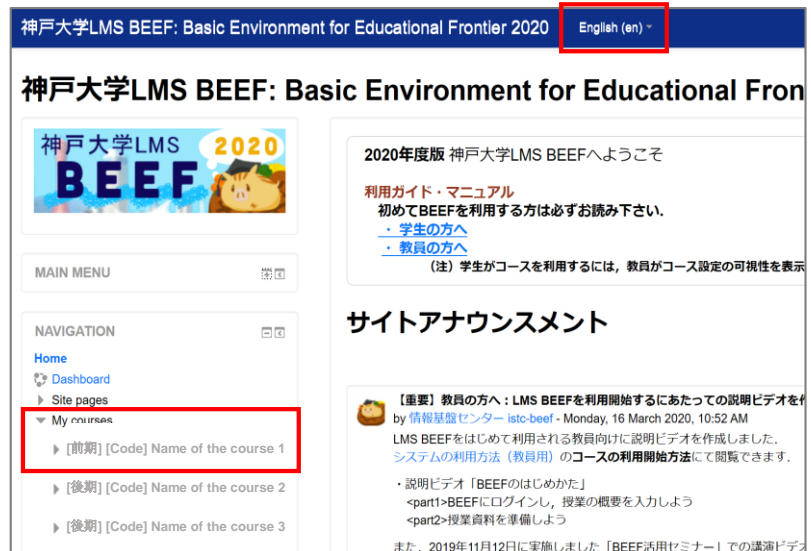 神戸大学LMS BEEF: Basic Environment for Educational Frontier 2020 English (en)
神戸大学LMS BEEF: Basic Environment for Educational Fron
神戸大学LMS 2020
BEEF
MAIN MENU
NAVIGATION
Home
Dashboard
Site pages
My courses
[前期] [Code] Name of the course 1
[後期] [Code] Name of the course 2
[後期] [Code] Name of the course 3
2020年度版 神戸大学LMS BEEFへようこそ
利用ガイド・マニュアル
初めてBEEFを利用する方は必ずお読み下さい.
・ 学生の方へ
・ 教員の方へ
(注) 学生がコースを利用するには，教員がコース設定の可視性を表示
サイトアナウンスメント
【重要】教員の方へ：LMS BEEFを利用開始するにあたっての説明ビデオを
by 情報基盤センター istc-beef - Monday, 16 March 2020, 10:52 AM
LMS BEEFをはじめて利用される教員向けに説明ビデオを作成しました.
システムの利用方法（教員用）のコースの利用開始方法にて閲覧できます.
・説明ビデオ「BEEFのはじめかた」
<part1>BEEFにログインし，授業の概要を入力しよう
<part2>授業資料を準備しよう
また，2019年11月12日に実施しました「BEEF活用セミナー」での講演ビデオ